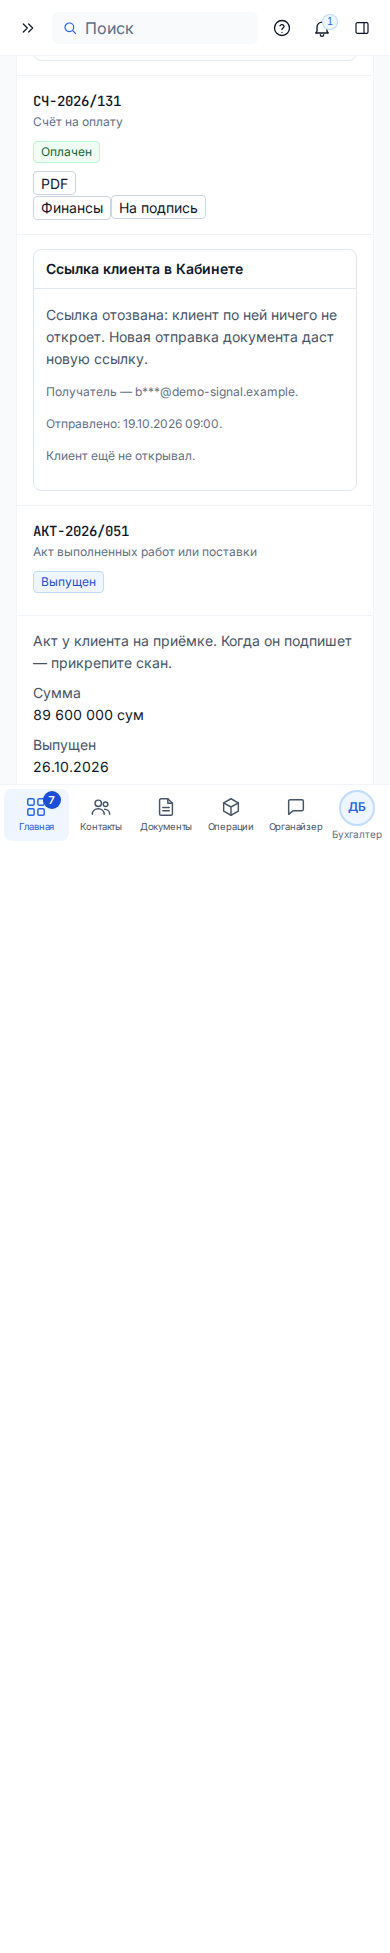 Поиск
1
СЧ-2026/131
Счёт на оплату
Оплачен
PDF
Финансы На подпись
Ссылка клиента в Кабинете
Ссылка отозвана: клиент по ней ничего не
откроет. Новая отправка документа даст
новую ссылку.
Получатель — b***@demo-signal.example.
Отправлено: 19.10.2026 09:00.
Клиент ещё не открывал.
АКТ-2026/051
Акт выполненных работ или поставки
Выпущен
Акт у клиента на приёмке. Когда он подпишет
— прикрепите скан.
Сумма
89 600 000 сум
Выпущен
26.10.2026
7
ДБ
Главная Контакты Документы Операции Органайзер Бухгалтер